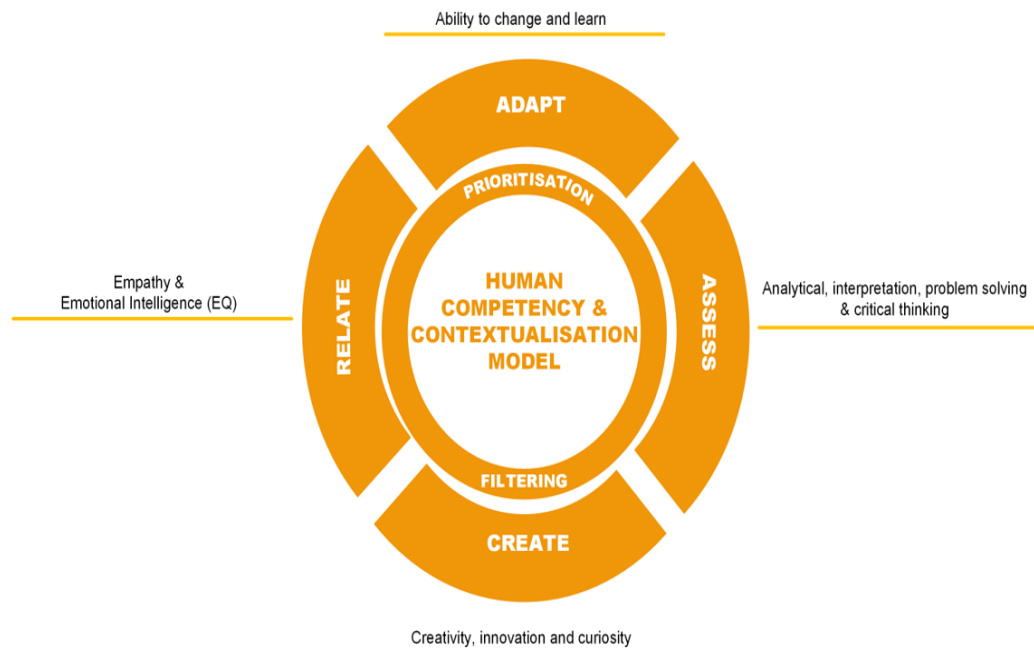 Ability to change and learn
ADAPT
PRIORITISATION
HUMAN
COMPETENCY &
CONTEXTUALISATION
MODEL
RELATE
Empathy &
Emotional Intelligence (EQ)
ASSESS
Analytical, interpretation, problem solving
& critical thinking
FILTERING
CREATE
Creativity, innovation and curiosity